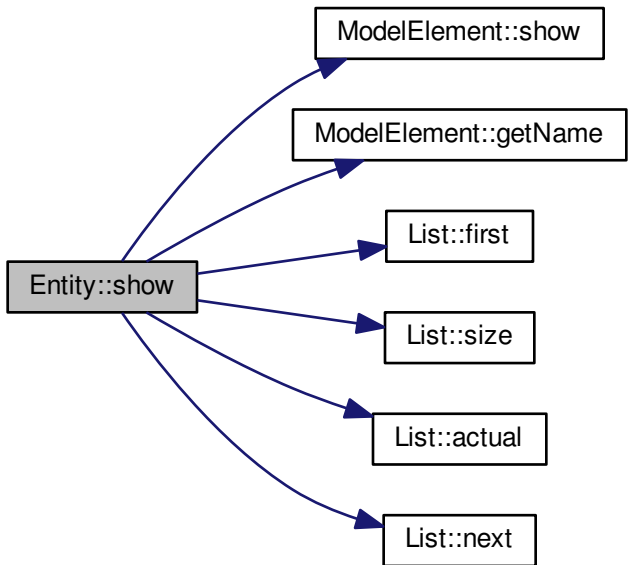 ModelElement::show
ModelElement::getName
List::first
Entity::show
List::size
List::actual
List::next